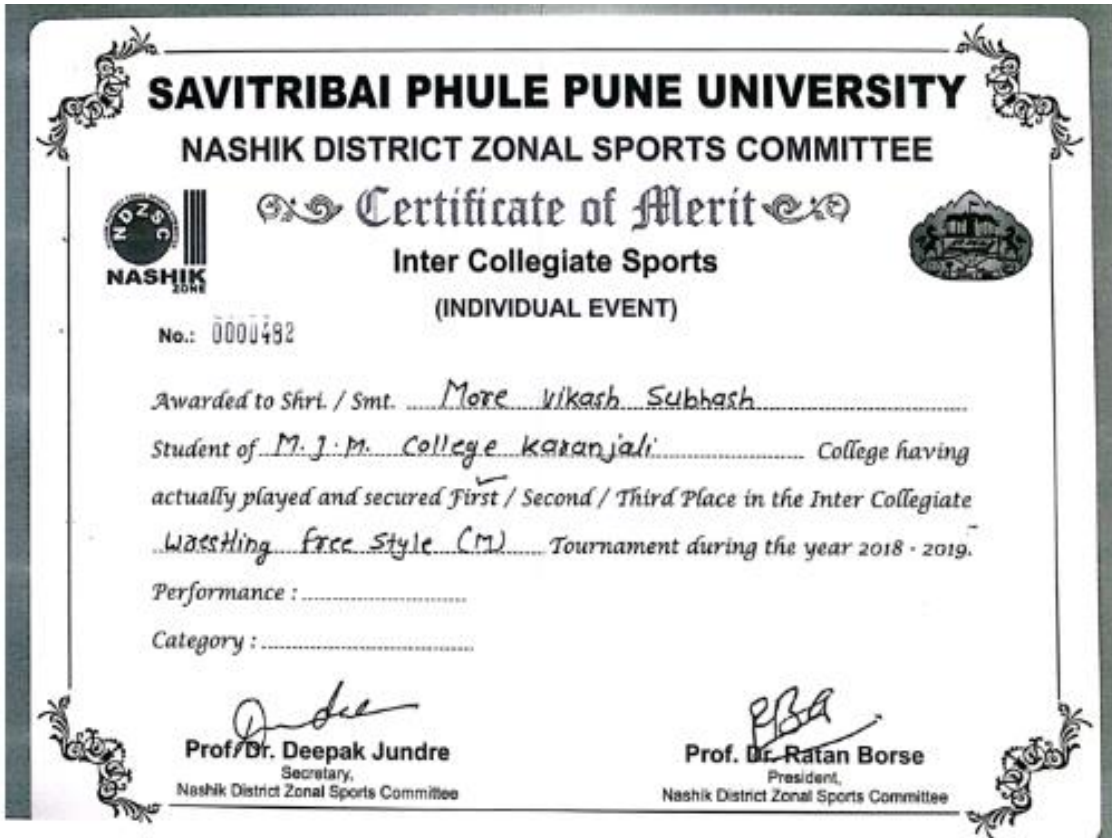 SAVITRIBAI PHULE PUNE UNIVERSITY
NASHIK DISTRICT ZONAL SPORTS COMMITTEE
Certificate of Merit
NDZSC
NASHIK
ZONE
Inter Collegiate Sports
(INDIVIDUAL EVENT)
No.: 0000492
Awarded to Shri. / Smt. More Vikash Subhash
Student of M.J.M. College Karanjali College having
actually played and secured First / Second / Third Place in the Inter Collegiate
Wrestling free Style (M) Tournament during the year 2018 - 2019.
Performance :
Category :
Prof. Dr. Deepak Jundre
Secretary,
Nashik District Zonal Sports Committee
Prof. Dr. Ratan Borse
President,
Nashik District Zonal Sports Committee